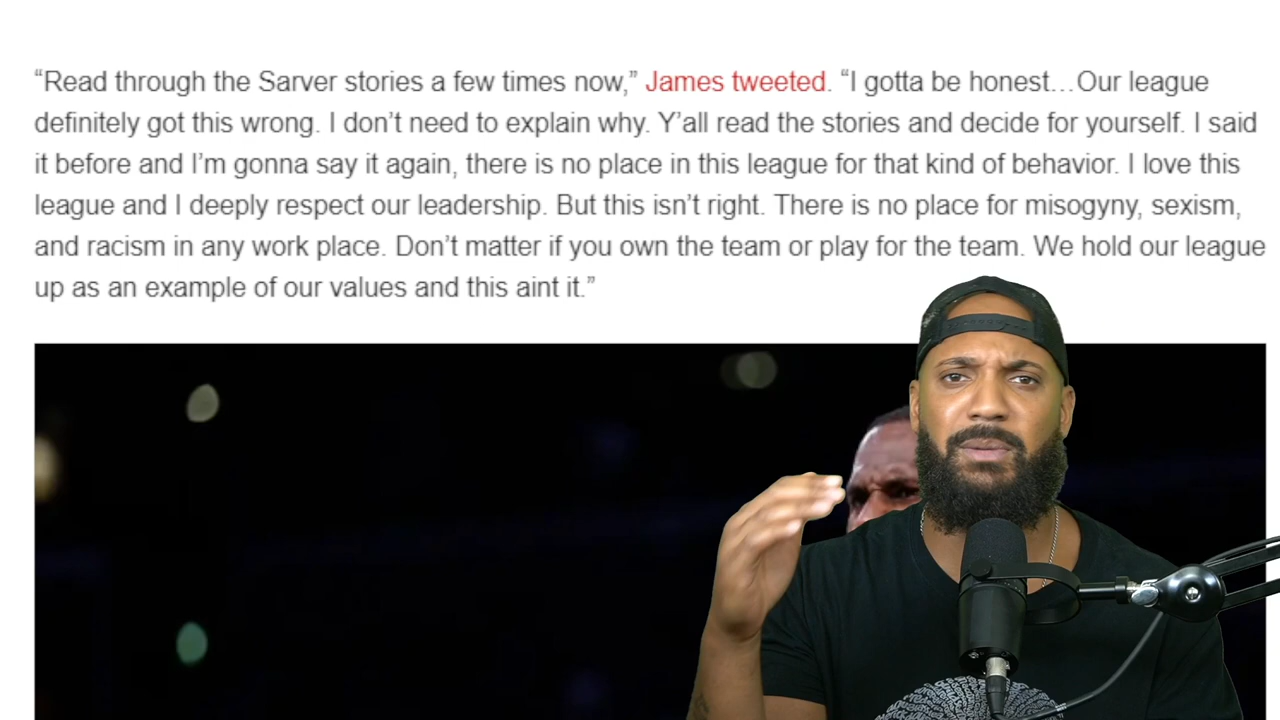 “Read through the Sarver stories a few times now,” James tweeted. “I gotta be honest…Our league
definitely got this wrong. I don’t need to explain why. Y’all read the stories and decide for yourself. I said
it before and I’m gonna say it again, there is no place in this league for that kind of behavior. I love this
league and I deeply respect our leadership. But this isn’t right. There is no place for misogyny, sexism,
and racism in any work place. Don’t matter if you own the team or play for the team. We hold our league
up as an example of our values and this aint it.”